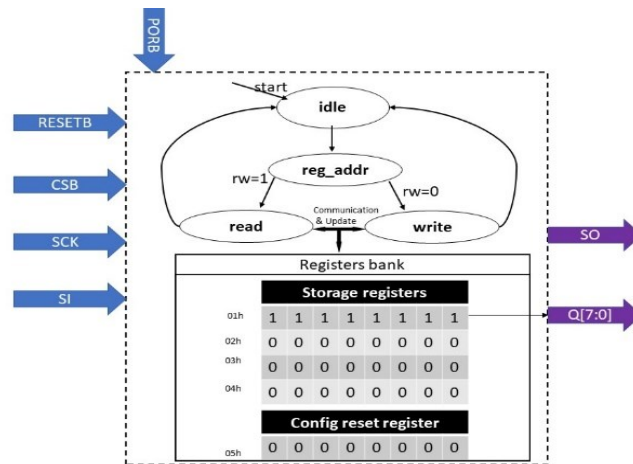 PORB
start
idle
RESETB
reg_addr
rw=1
rw=0
CSB
Communication
& Update
read
write
SCK
SO
Registers bank
SI
Storage registers
01h 1 1 1 1 1 1 1 1
Q[7:0]
02h 0 0 0 0 0 0 0 0
03h 0 0 0 0 0 0 0 0
04h 0 0 0 0 0 0 0 0
Config reset register
05h 0 0 0 0 0 0 0 0